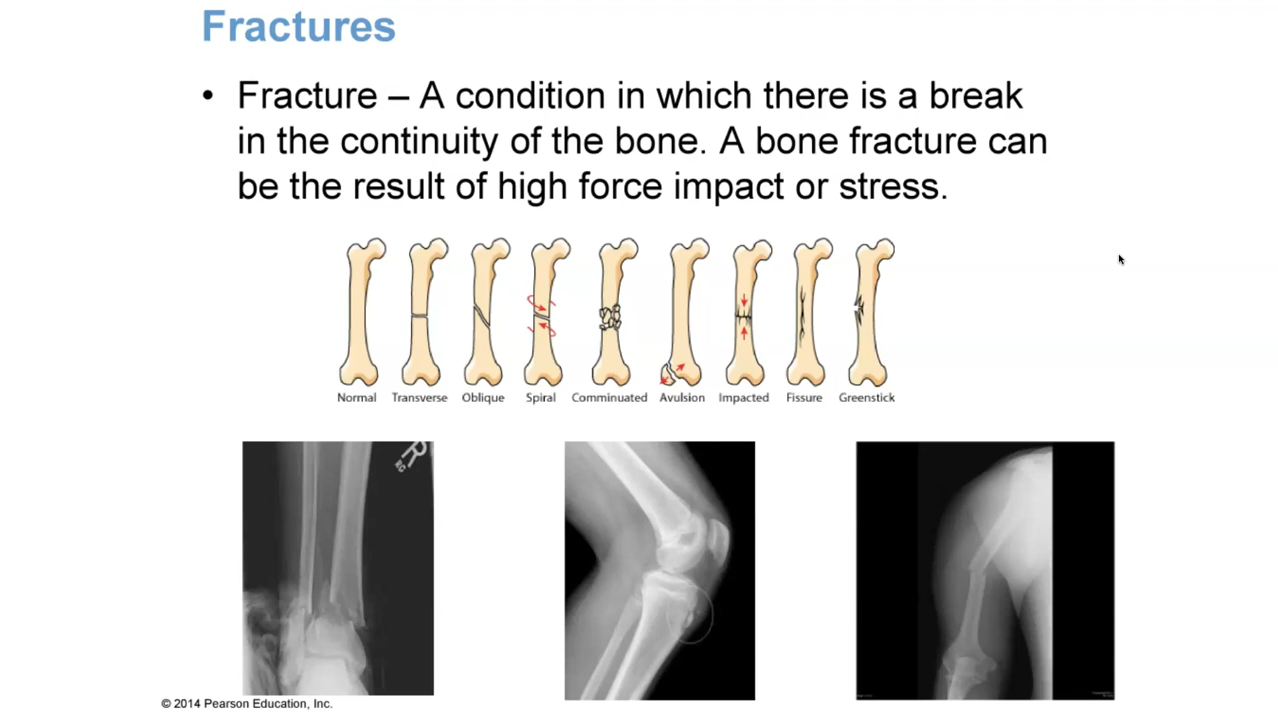 Fractures
• Fracture – A condition in which there is a break
in the continuity of the bone. A bone fracture can
be the result of high force impact or stress.
Normal Transverse Oblique Spiral Comminuated Avulsion Impacted Fissure Greenstick
R
RC
© 2014 Pearson Education, Inc.